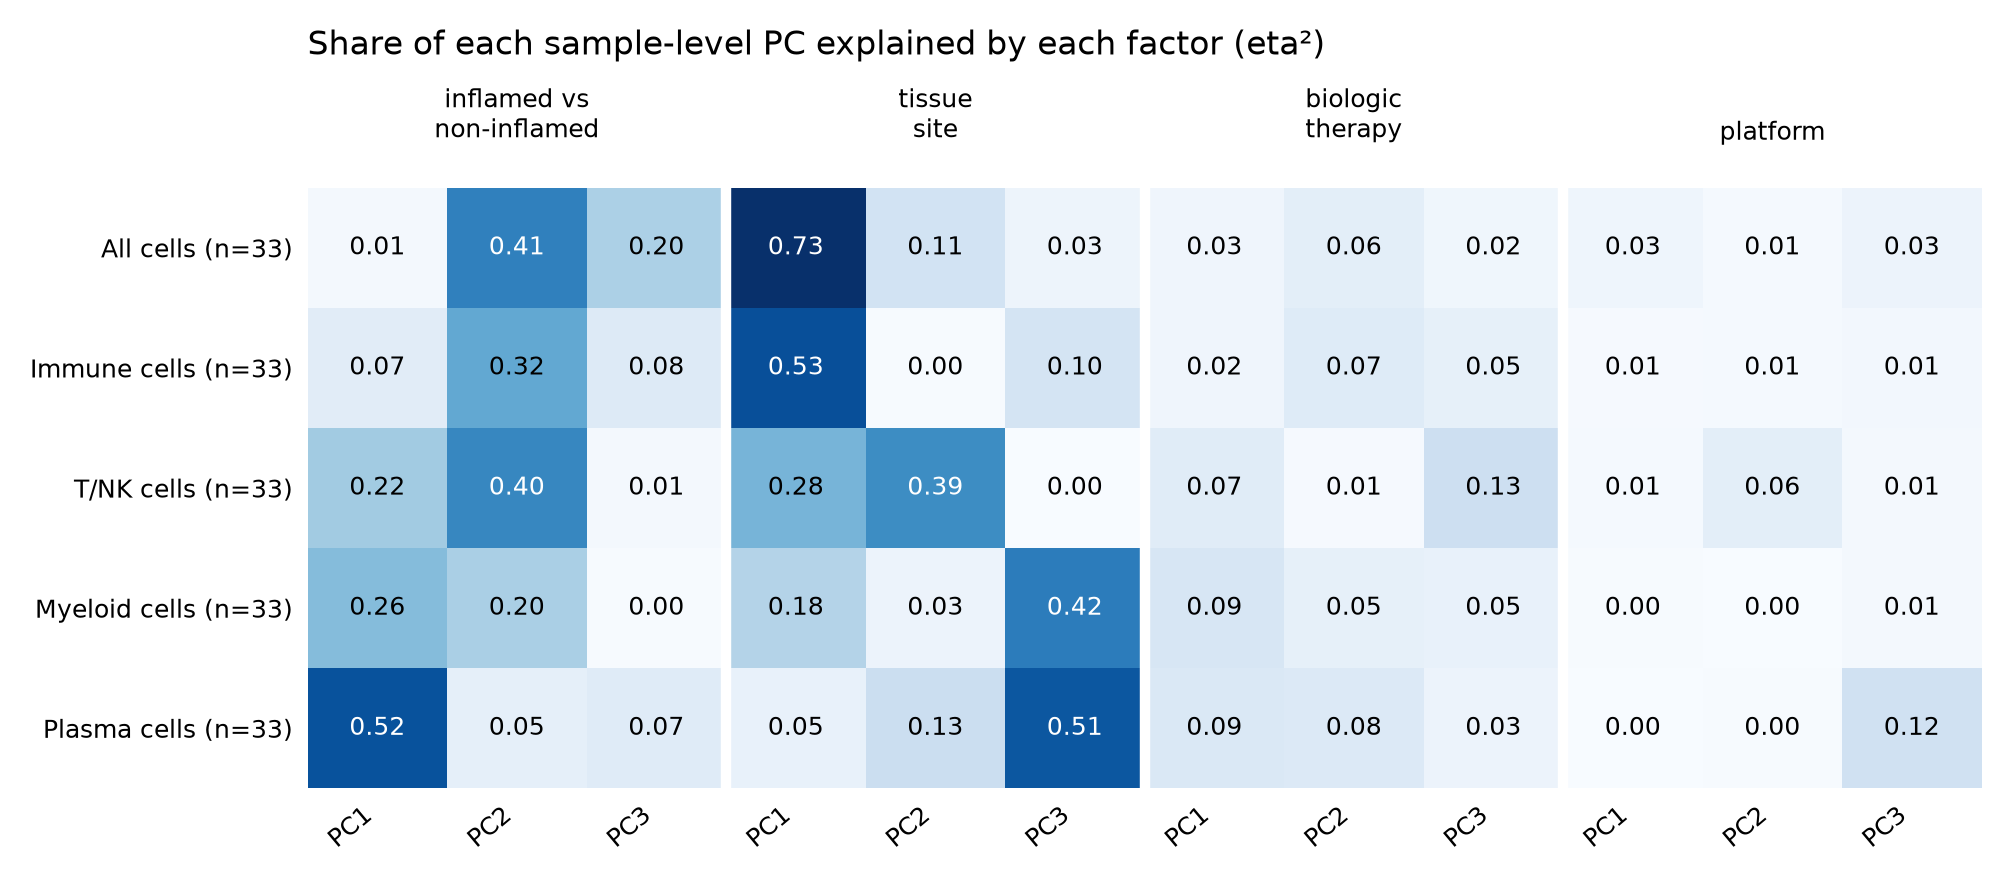 Share of each sample-level PC explained by each factor (eta²)
inflamed vs
non-inflamed
tissue
site
biologic
therapy
platform
All cells (n=33) 0.01 0.41 0.20 0.73 0.11 0.03 0.03 0.06 0.02 0.03 0.01 0.03
Immune cells (n=33) 0.07 0.32 0.08 0.53 0.00 0.10 0.02 0.07 0.05 0.01 0.01 0.01
T/NK cells (n=33) 0.22 0.40 0.01 0.28 0.39 0.00 0.07 0.01 0.13 0.01 0.06 0.01
Myeloid cells (n=33) 0.26 0.20 0.00 0.18 0.03 0.42 0.09 0.05 0.05 0.00 0.00 0.01
Plasma cells (n=33) 0.52 0.05 0.07 0.05 0.13 0.51 0.09 0.08 0.03 0.00 0.00 0.12
PC1 PC2 PC3 PC1 PC2 PC3 PC1 PC2 PC3 PC1 PC2 PC3